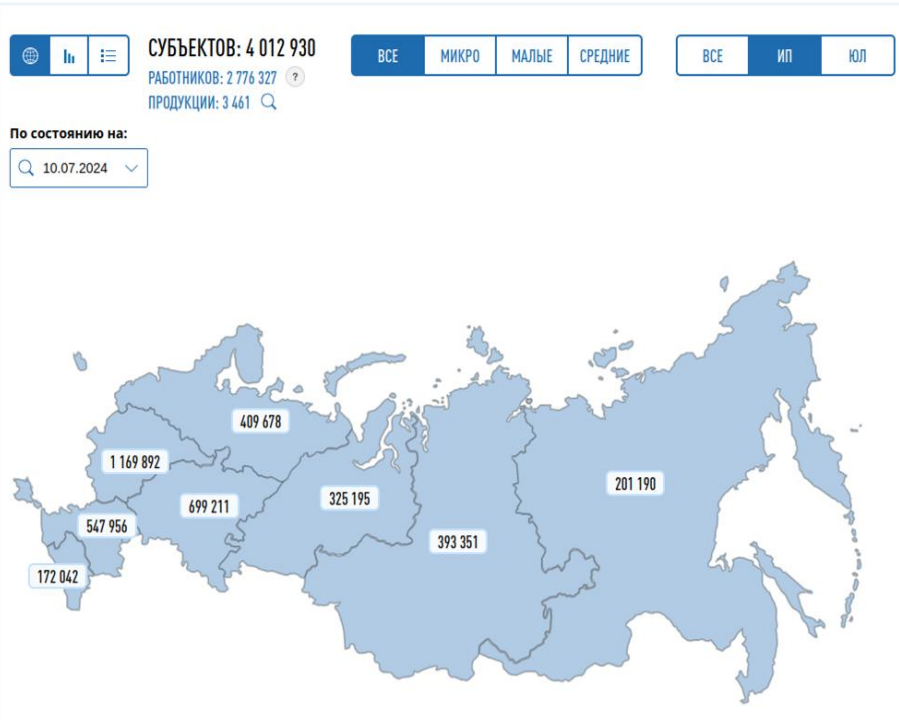 СУБЪЕКТОВ: 4 012 930
РАБОТНИКОВ: 2 776 327 ?
ПРОДУКЦИИ: 3 461
ВСЕ МИКРО МАЛЫЕ СРЕДНИЕ
ВСЕ ИП ЮЛ
По состоянию на:
10.07.2024
409 678
1 169 892
201 190
325 195
699 211
547 956
393 351
172 042